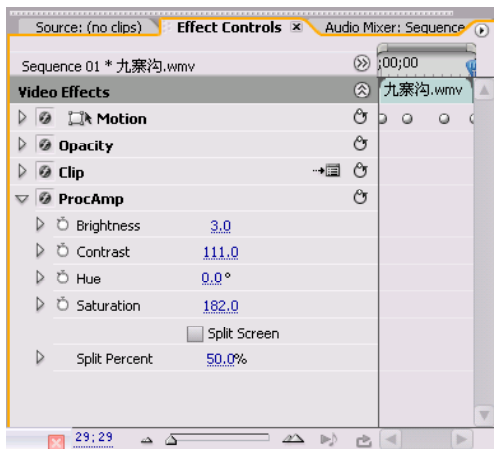 Source: (no clips) Effect Controls × Audio Mixer: Sequence
Sequence 01 * 九寨沟.wmv ;00;00
Video Effects 九寨沟.wmv
Motion
Opacity
Clip
ProcAmp
Brightness 3.0
Contrast 111.0
Hue 0.0°
Saturation 182.0
Split Screen
Split Percent 50.0%
29;29